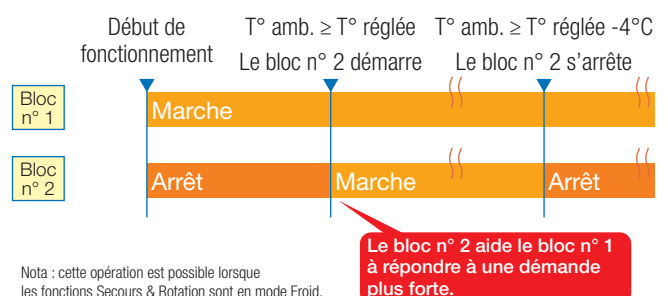 Début de
fonctionnement
T° amb. ≥ T° réglée
Le bloc n° 2 démarre
T° amb. ≥ T° réglée -4°C
Le bloc n° 2 s'arrête
Bloc
n° 1
Marche
Bloc
n° 2
Arrêt
Marche
Arrêt
Le bloc n° 2 aide le bloc n° 1
à répondre à une démande
plus forte.
Nota : cette opération est possible lorsque
les fonctions Secours & Rotation sont en mode Froid.